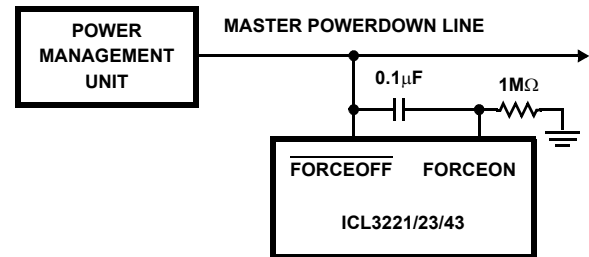 POWER
MANAGEMENT
UNIT
MASTER POWERDOWN LINE
0.1μF
1MΩ
FORCEOFF FORCEON
ICL3221/23/43